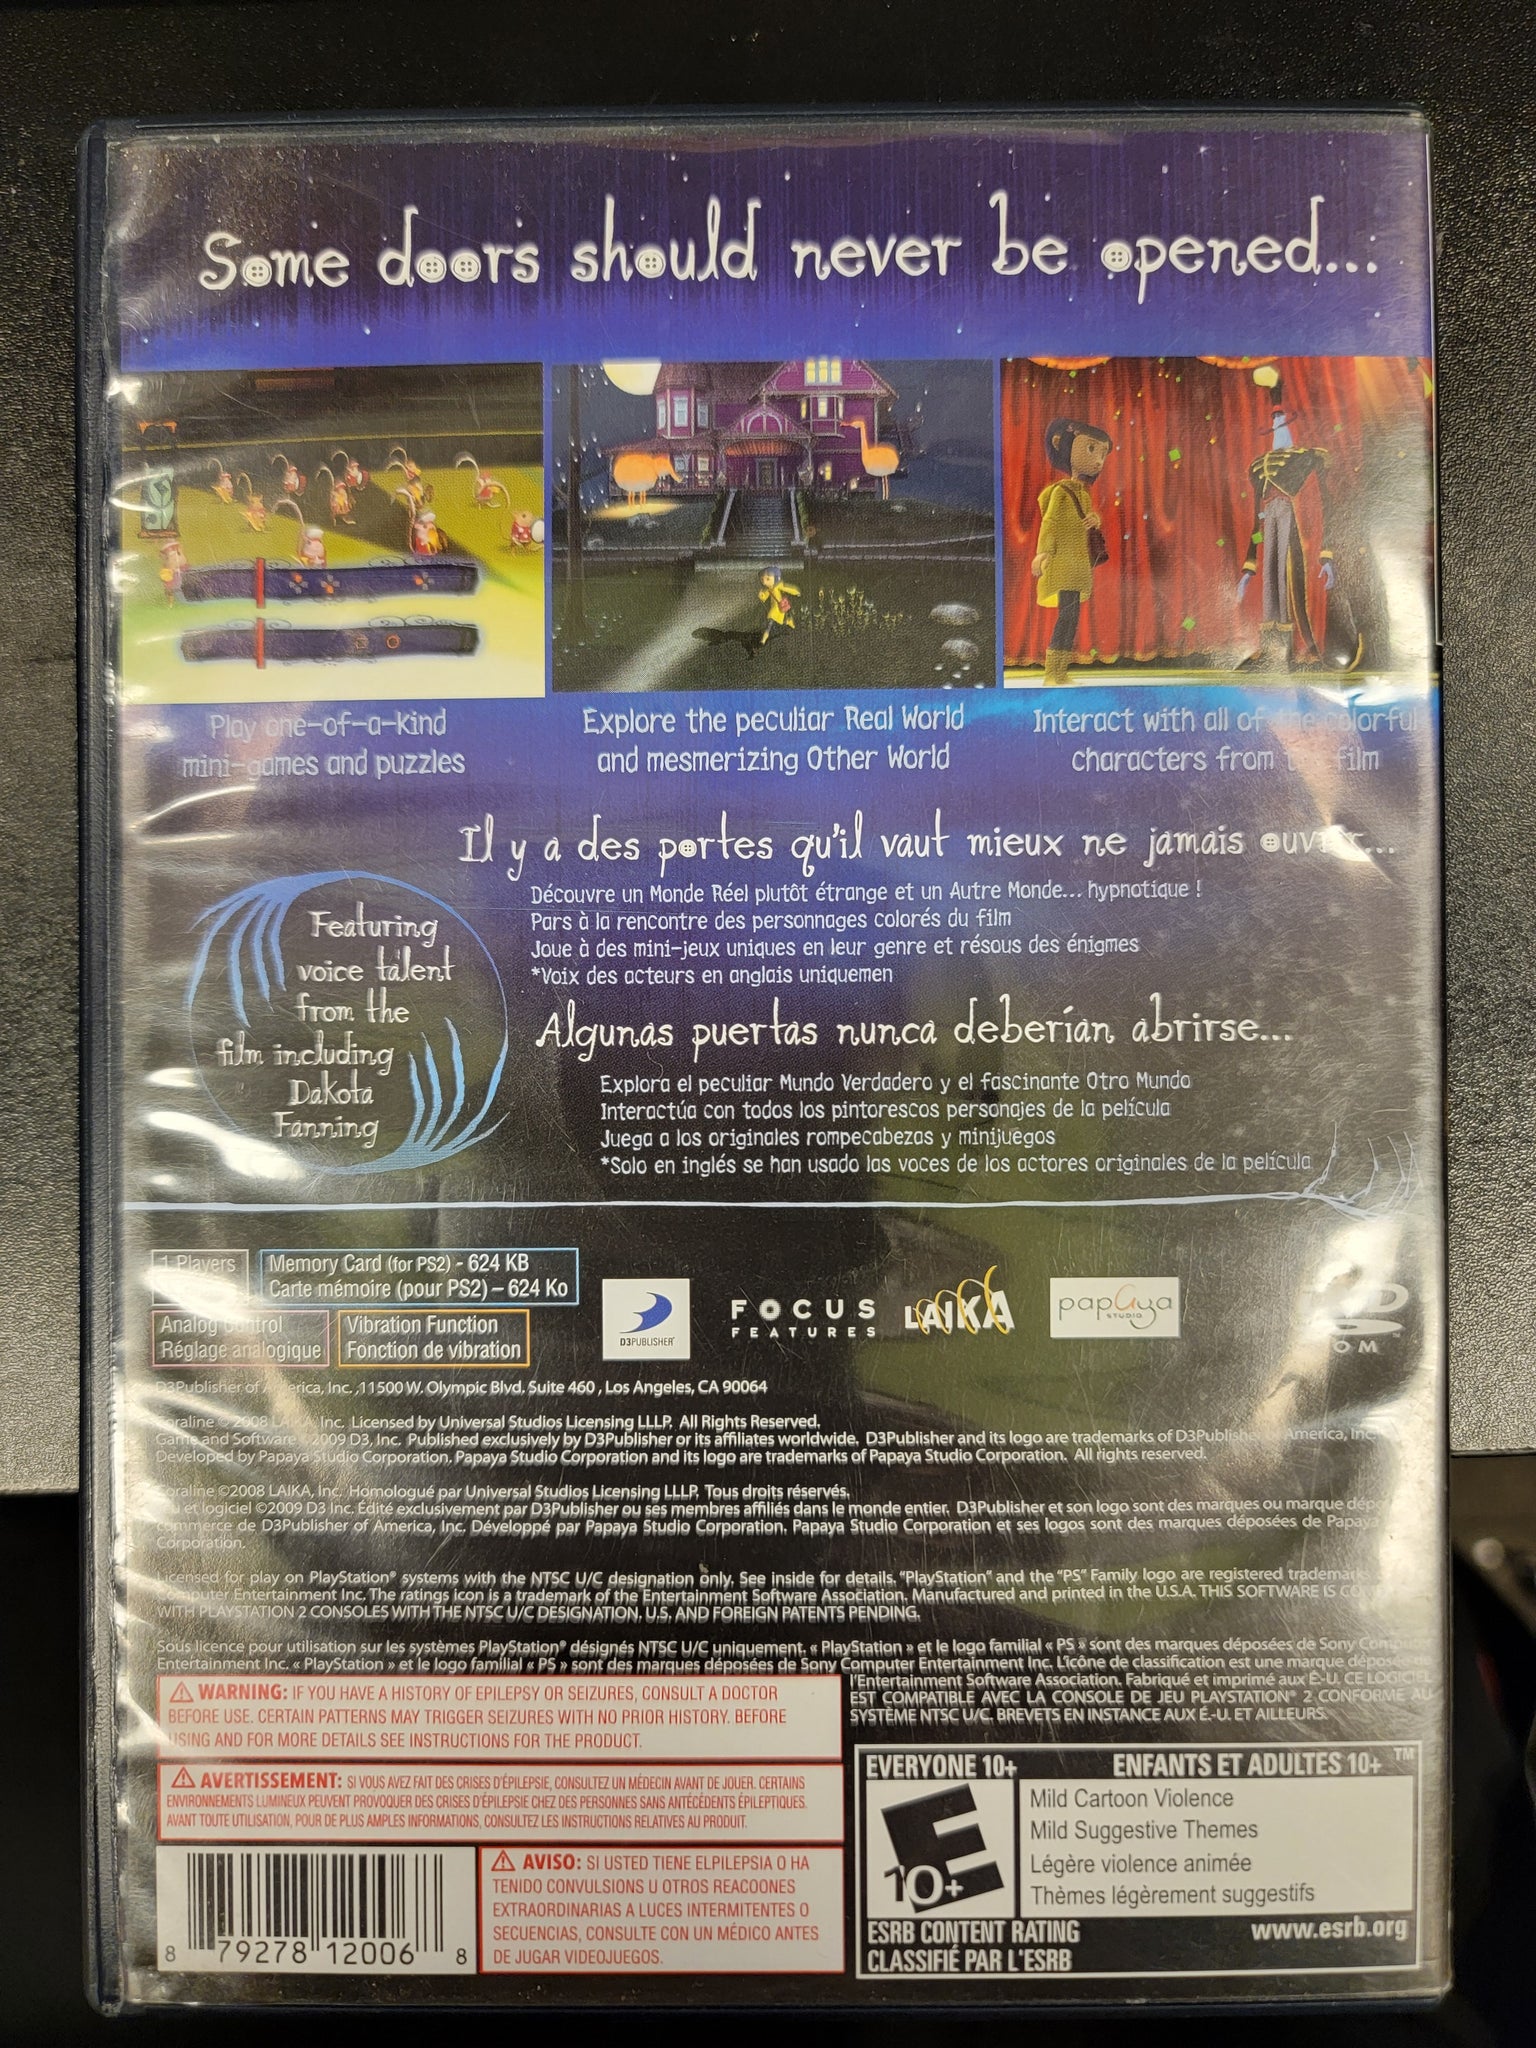 Some doors should never be opened...
Play one-of-a-kind
mini-games and puzzles
Explore the peculiar Real World
and mesmerizing Other World
Interact with all of the colorful
characters from the film
Il y a des portes qu'il vaut mieux ne jamais ouvrir...
Découvre un Monde Réel plutôt étrange et un Autre Monde... hypnotique !
Pars à la rencontre des personnages colorés du film
Joue à des mini-jeux uniques en leur genre et résous des énigmes
*Voix des acteurs en anglais uniquemen
Featuring
voice talent
from the
film including
Dakota
Fanning
Algunas puertas nunca deberían abrirse...
Explora el peculiar Mundo Verdadero y el fascinante Otro Mundo
Interactúa con todos los pintorescos personajes de la película
Juega a los originales rompecabezas y minijuegos
*Solo en inglés se han usado las voces de los actores originales de la película
1 Players
Memory Card (for PS2) - 624 KB
Carte mémoire (pour PS2) – 624 Ko
Analog Control
Réglage analogique
Vibration Function
Fonction de vibration
D3PUBLISHER
FOCUS
FEATURES
LAIKA
papaya
STUDIO
D3Publisher of America, Inc. ,11500 W. Olympic Blvd. Suite 460 , Los Angeles, CA 90064
Coraline © 2008 LAIKA, Inc. Licensed by Universal Studios Licensing LLLP. All Rights Reserved.
Game and Software ©2009 D3, Inc. Published exclusively by D3Publisher or its affiliates worldwide. D3Publisher and its logo are trademarks of D3Publisher of America, Inc.
Developed by Papaya Studio Corporation. Papaya Studio Corporation and its logo are trademarks of Papaya Studio Corporation. All rights reserved.
Coraline ©2008 LAIKA, Inc. Homologué par Universal Studios Licensing LLLP. Tous droits réservés.
et logiciel ©2009 D3 Inc. Édité exclusivement par D3Publisher ou ses membres affiliés dans le monde entier. D3Publisher et son logo sont des marques ou marque
commerce de D3Publisher of America, Inc. Développé par Papaya Studio Corporation. Papaya Studio Corporation et ses logos sont des marques déposées de Papaya
Corporation.
Licensed for play on PlayStation® systems with the NTSC U/C designation only. See inside for details. "PlayStation" and the "PS" Family logo are registered trademarks
Computer Entertainment Inc. The ratings icon is a trademark of the Entertainment Software Association. Manufactured and printed in the U.S.A. THIS SOFTWARE IS
WITH PLAYSTATION 2 CONSOLES WITH THE NTSC U/C DESIGNATION. U.S. AND FOREIGN PATENTS PENDING.
Sous licence pour utilisation sur les systèmes PlayStation® désignés NTSC U/C uniquement. « PlayStation » et le logo familial « PS » sont des marques déposées de Sony Computer
Entertainment Inc. « PlayStation » et le logo familial « PS » sont des marques déposées de Sony Computer Entertainment Inc. L'icône de classification est une marque déposée de
l'Entertainment Software Association. Fabriqué et imprimé aux É.-U. CE LOGICIEL
EST COMPATIBLE AVEC LA CONSOLE DE JEU PLAYSTATION® 2 CONFORME AU
SYSTÈME NTSC U/C. BREVETS EN INSTANCE AUX É.-U. ET AILLEURS.
WARNING: IF YOU HAVE A HISTORY OF EPILEPSY OR SEIZURES, CONSULT A DOCTOR
BEFORE USE. CERTAIN PATTERNS MAY TRIGGER SEIZURES WITH NO PRIOR HISTORY. BEFORE
USING AND FOR MORE DETAILS SEE INSTRUCTIONS FOR THE PRODUCT.
AVERTISSEMENT: SI VOUS AVEZ FAIT DES CRISES D'ÉPILEPSIE, CONSULTEZ UN MÉDECIN AVANT DE JOUER. CERTAINS
ENVIRONNEMENTS LUMINEUX PEUVENT PROVOQUER DES CRISES D'ÉPILEPSIE CHEZ DES PERSONNES SANS ANTÉCÉDENTS ÉPILEPTIQUES.
AVANT TOUTE UTILISATION, POUR DE PLUS AMPLES INFORMATIONS, CONSULTEZ LES INSTRUCTIONS RELATIVES AU PRODUIT.
AVISO: SI USTED TIENE ELPILEPSIA O HA
TENIDO CONVULSIONS U OTROS REACOONES
EXTRAORDINARIAS A LUCES INTERMITENTES O
SECUENCIAS, CONSULTE CON UN MÉDICO ANTES
DE JUGAR VIDEOJUEGOS.
8 79278 12006 8
EVERYONE 10+ ENFANTS ET ADULTES 10+ ™
E
10+
Mild Cartoon Violence
Mild Suggestive Themes
Légère violence animée
Thèmes légèrement suggestifs
ESRB CONTENT RATING www.esrb.org
CLASSIFIÉ PAR L'ESRB